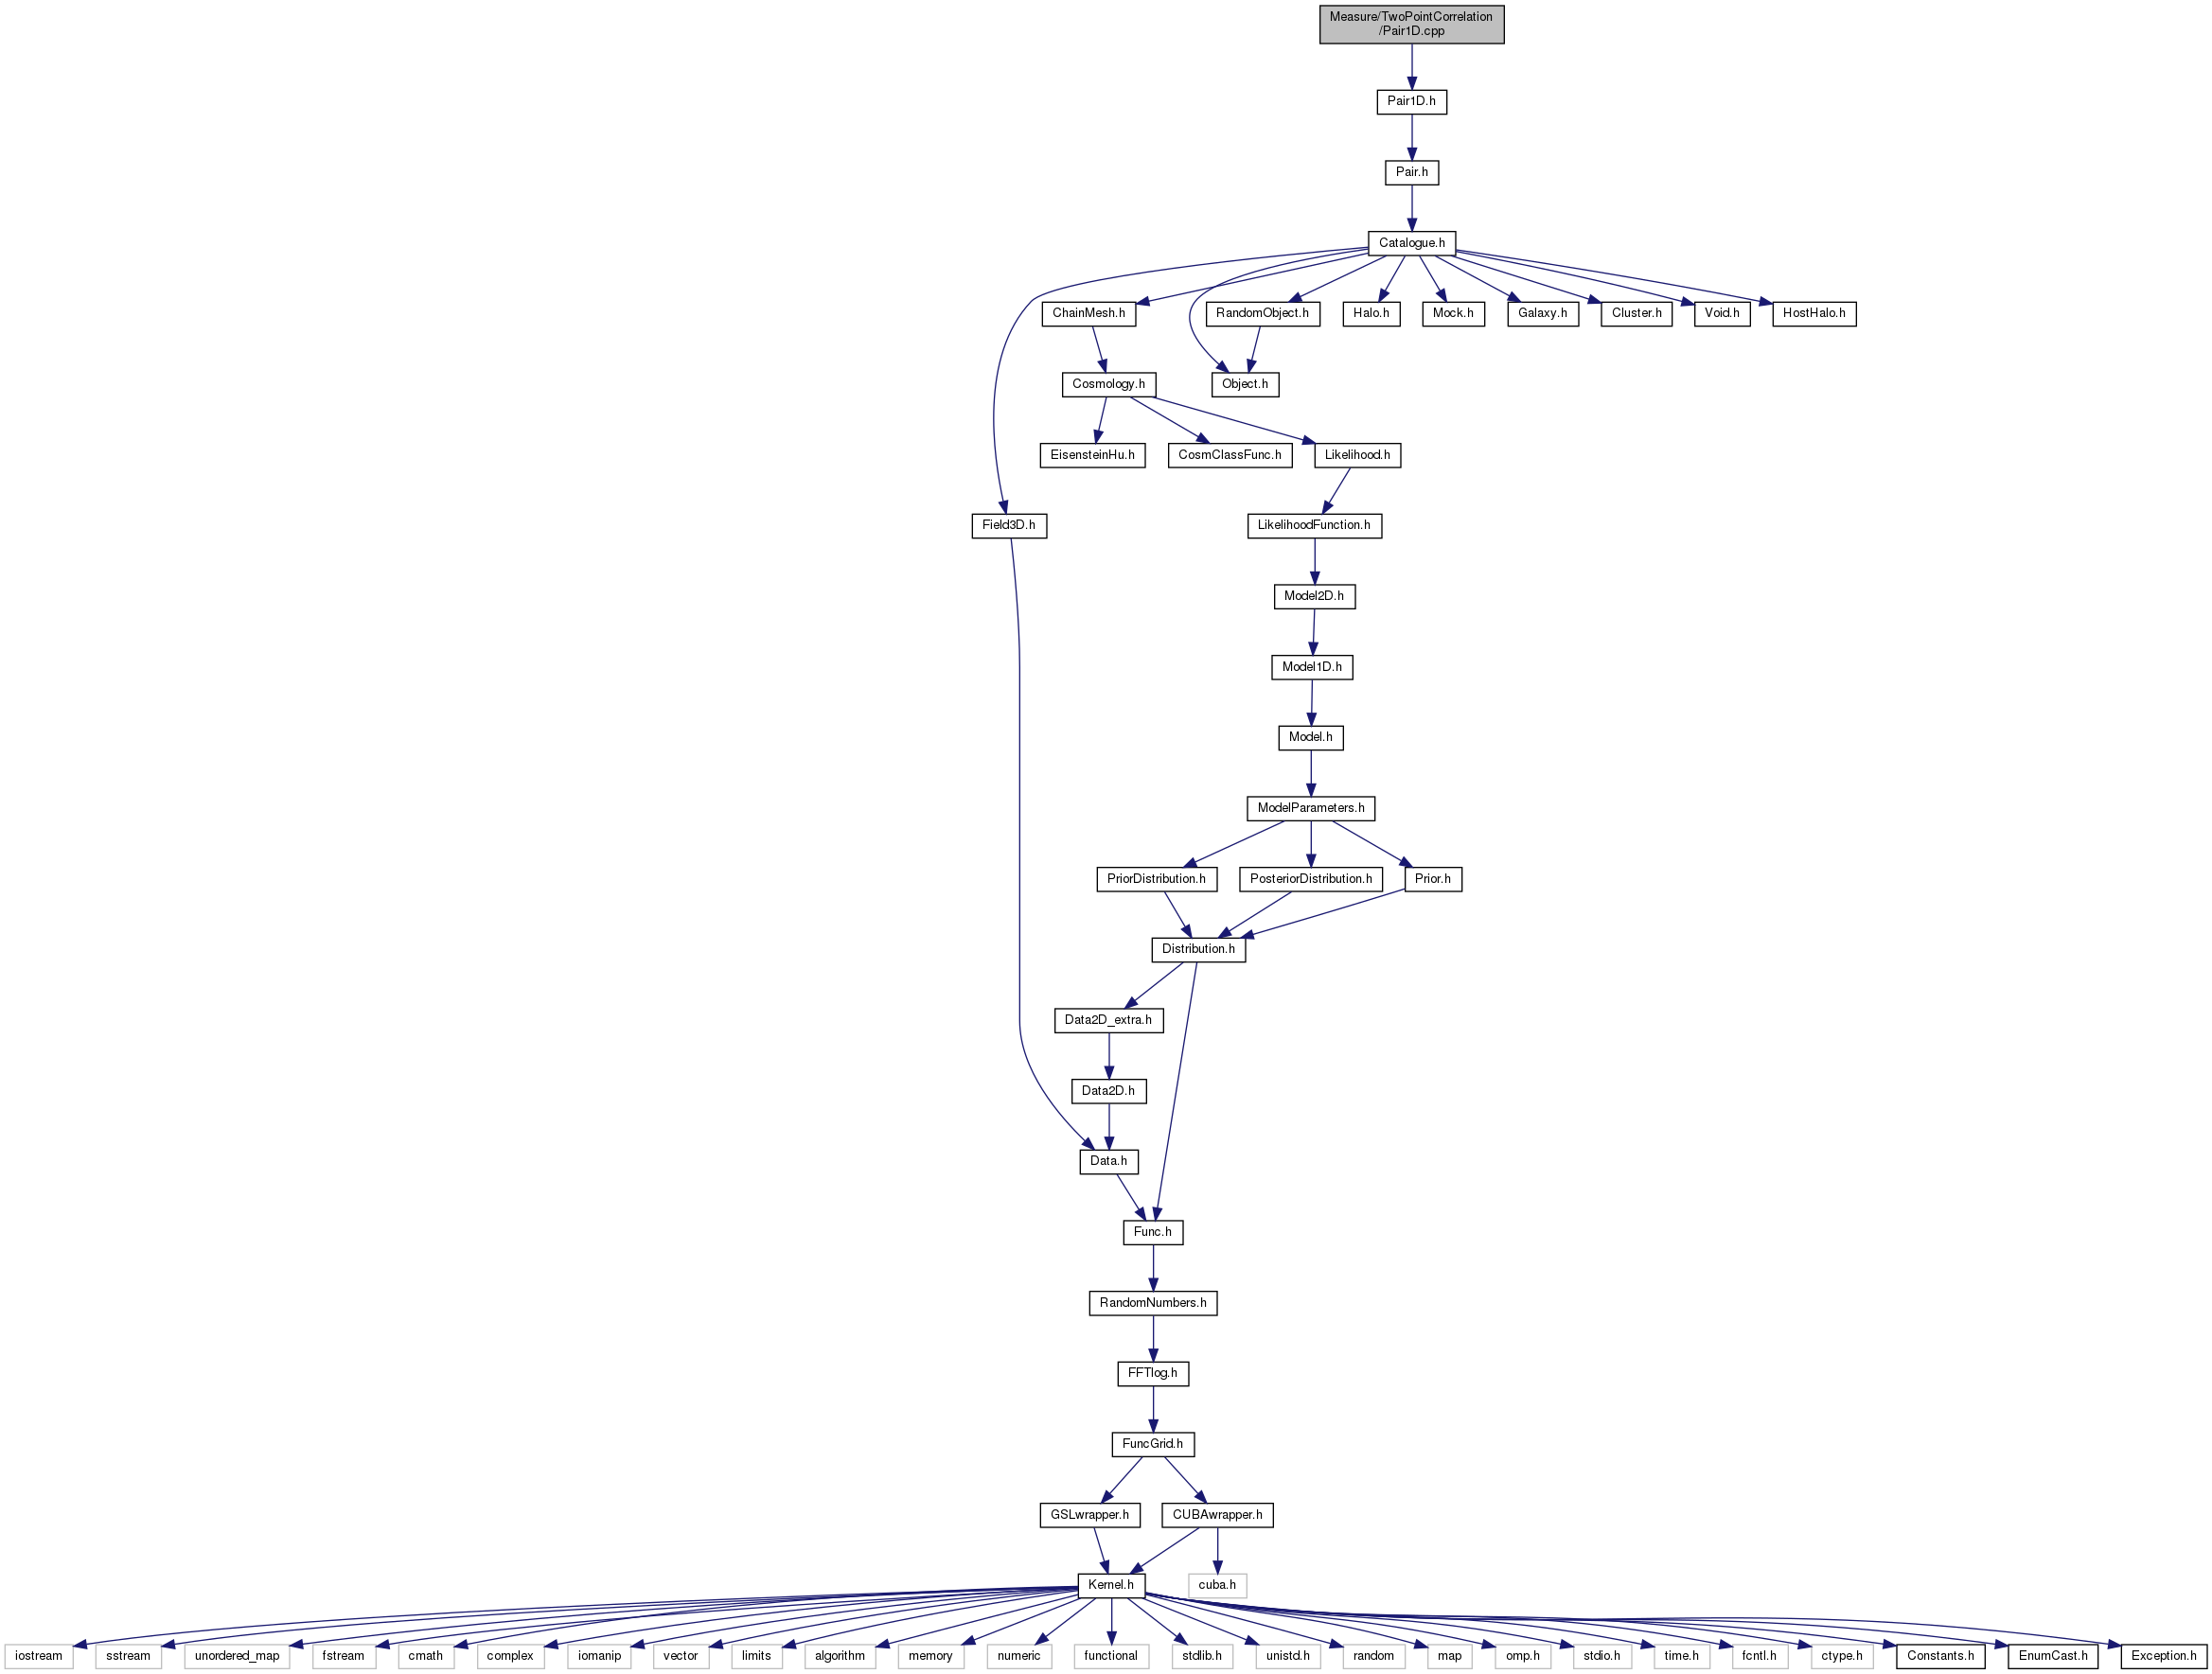 Measure/TwoPointCorrelation
/Pair1D.cpp
Pair1D.h
Pair.h
Catalogue.h
ChainMesh.h
RandomObject.h
Halo.h
Mock.h
Galaxy.h
Cluster.h
Void.h
HostHalo.h
Cosmology.h
Object.h
EisensteinHu.h
CosmClassFunc.h
Likelihood.h
Field3D.h
LikelihoodFunction.h
Model2D.h
Model1D.h
Model.h
ModelParameters.h
PriorDistribution.h
PosteriorDistribution.h
Prior.h
Distribution.h
Data2D_extra.h
Data2D.h
Data.h
Func.h
RandomNumbers.h
FFTlog.h
FuncGrid.h
GSLwrapper.h
CUBAwrapper.h
Kernel.h
cuba.h
iostream
sstream
unordered_map
fstream
cmath
complex
iomanip
vector
limits
algorithm
memory
numeric
functional
stdlib.h
unistd.h
random
map
omp.h
stdio.h
time.h
fcntl.h
ctype.h
Constants.h
EnumCast.h
Exception.h